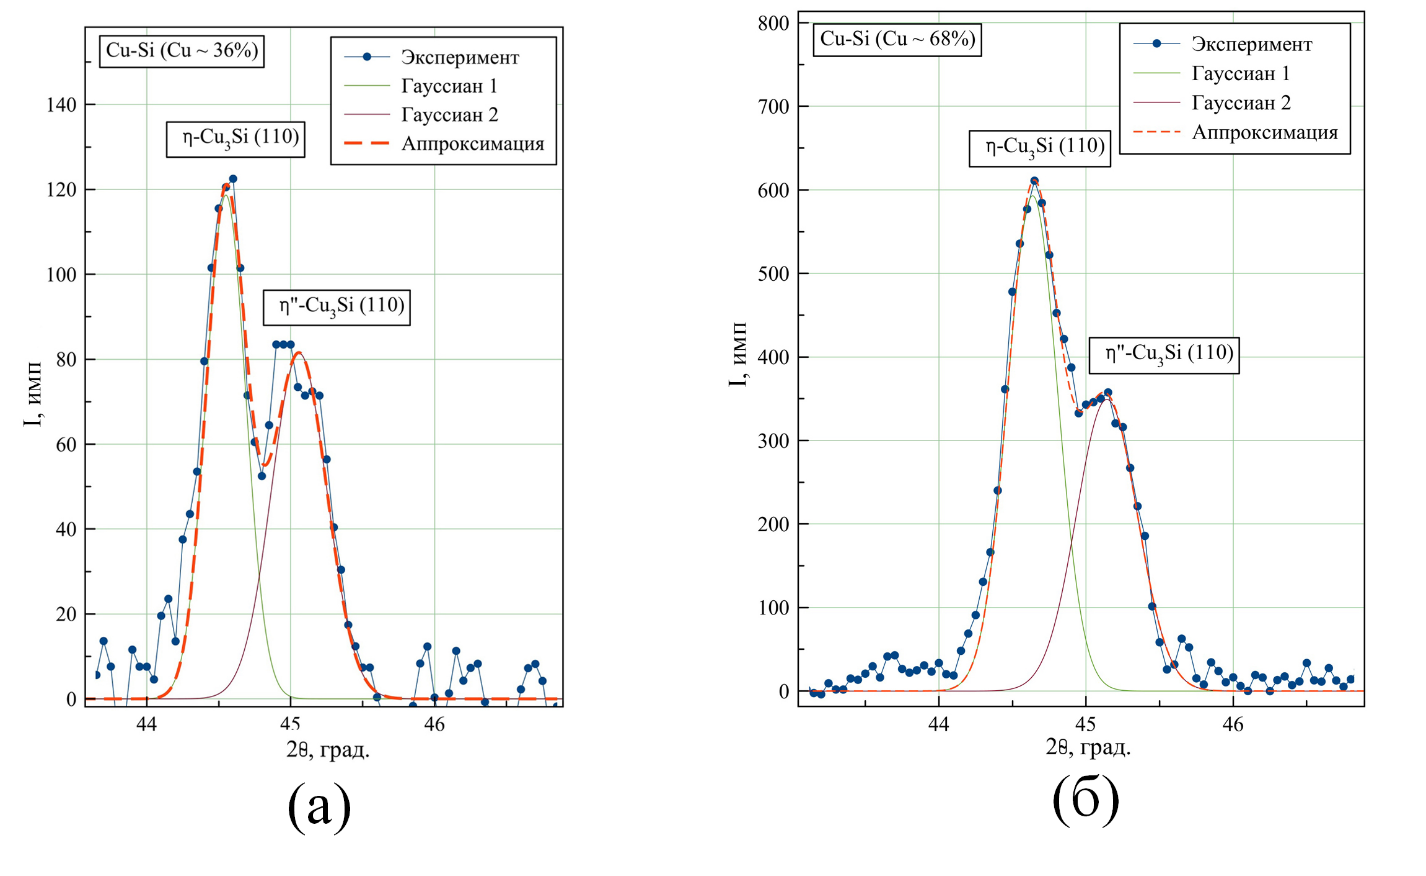 Cu-Si (Cu ~ 36%)
Эксперимент
Гауссиан 1
Гауссиан 2
Аппроксимация
η-Cu₃Si (110)
η"-Cu₃Si (110)
I, имп
140
120
100
80
60
40
20
0
44
45
46
2θ, град.
(а)
Cu-Si (Cu ~ 68%)
Эксперимент
Гауссиан 1
Гауссиан 2
Аппроксимация
η-Cu₃Si (110)
η"-Cu₃Si (110)
I, имп
800
700
600
500
400
300
200
100
0
44
45
46
2θ, град.
(б)